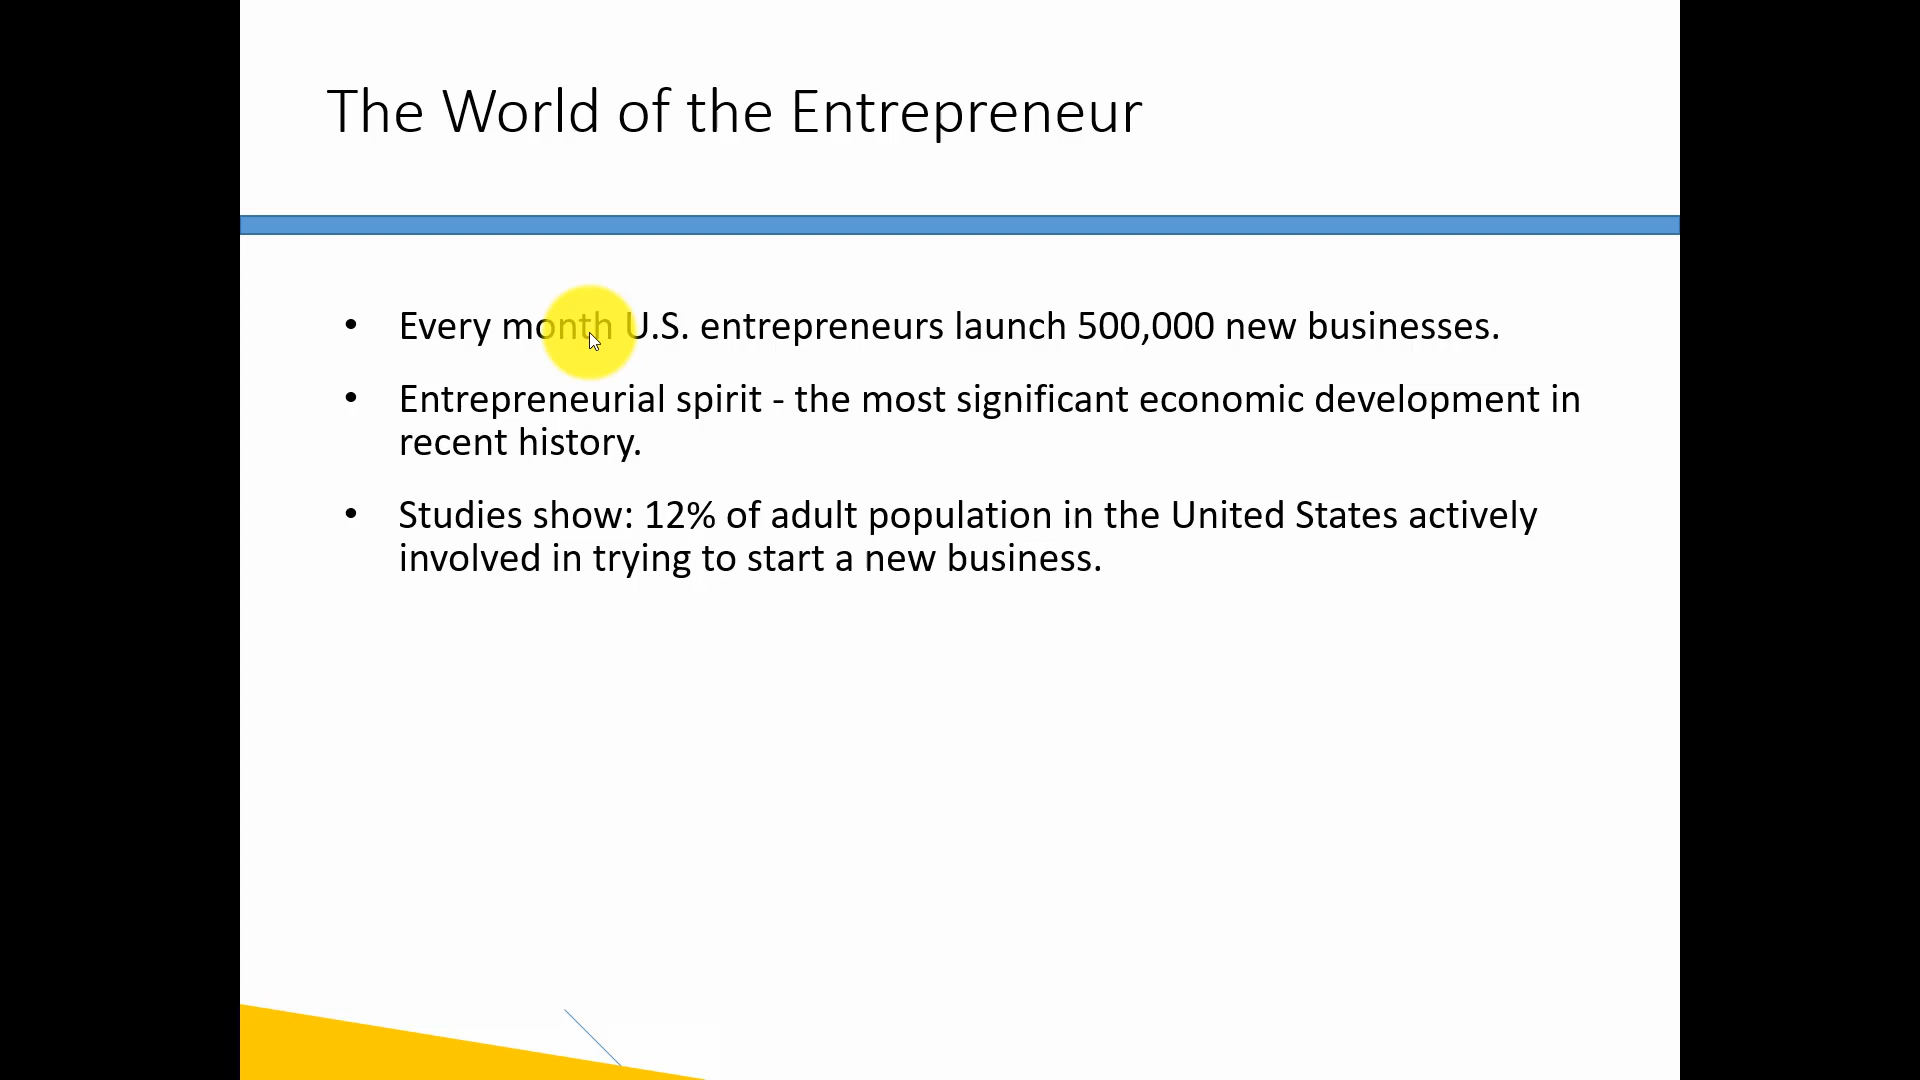 The World of the Entrepreneur
• Every month U.S. entrepreneurs launch 500,000 new businesses.
• Entrepreneurial spirit - the most significant economic development in
recent history.
• Studies show: 12% of adult population in the United States actively
involved in trying to start a new business.